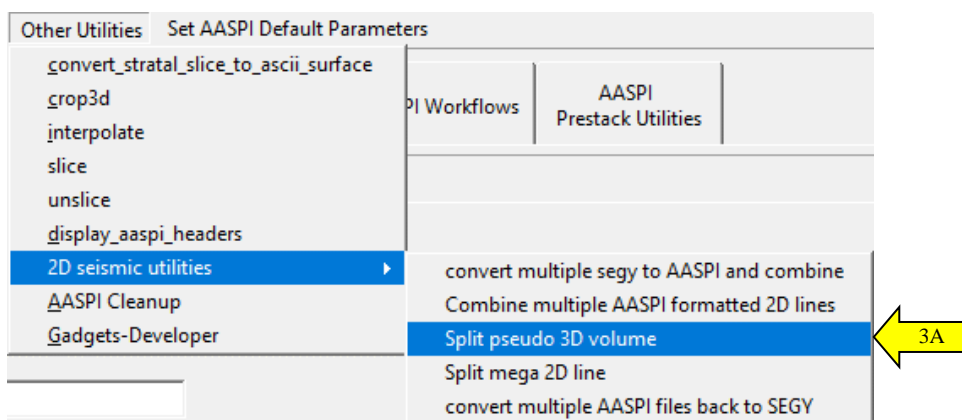 Other Utilities Set AASPI Default Parameters
convert_stratal_slice_to_ascii_surface
crop3d
interpolate
slice
unslice
display_aaspi_headers
2D seismic utilities
AASPI Cleanup
Gadgets-Developer
PI Workflows
AASPI
Prestack Utilities
convert multiple segy to AASPI and combine
Combine multiple AASPI formatted 2D lines
Split pseudo 3D volume
Split mega 2D line
convert multiple AASPI files back to SEGY
3A